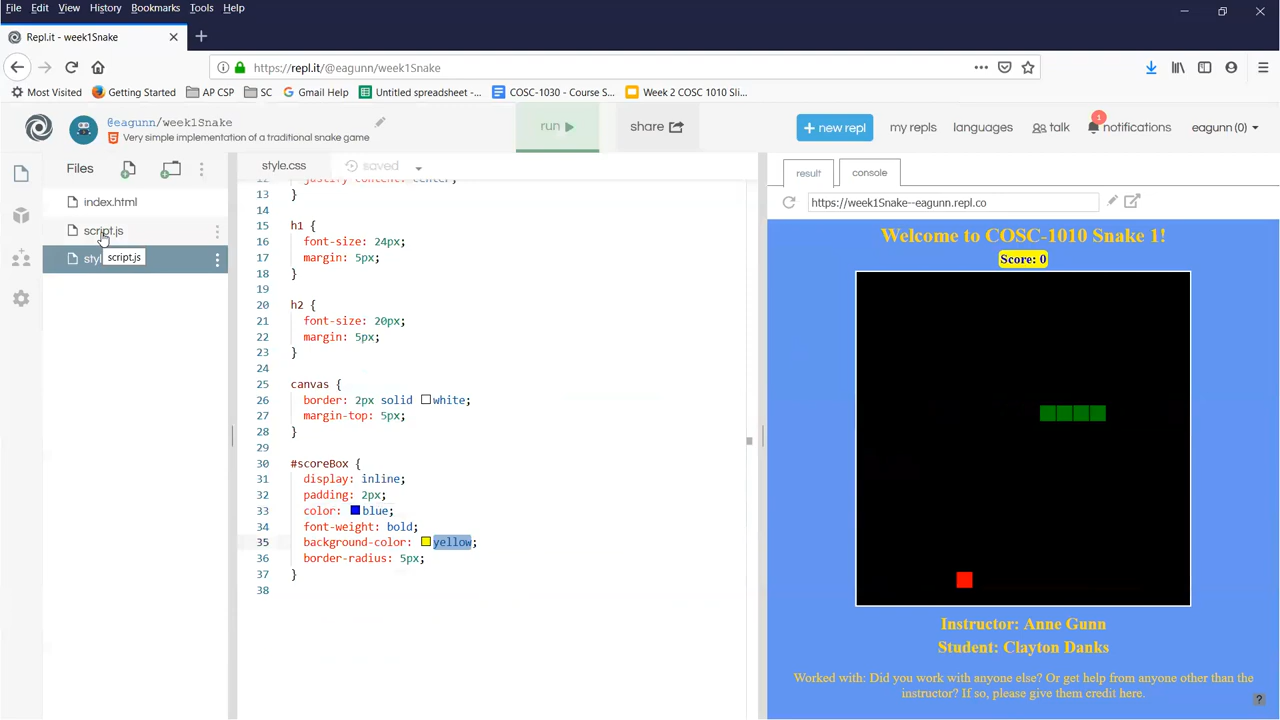 File Edit View History Bookmarks Tools Help
Repl.it - week1Snake
https://repl.it/@eagunn/week1Snake
Most Visited Getting Started AP CSP SC Gmail Help Untitled spreadsheet -... COSC-1030 - Course S... Week 2 COSC 1010 Sli...
@eagunn/week1Snake
Very simple implementation of a traditional snake game
run
share
+ new repl
my repls
languages
talk
1
notifications
eagunn (0)
Files
index.html
script.js
styl
script.js
style.css
saved
13 }
14
15 h1 {
16 font-size: 24px;
17 margin: 5px;
18 }
19
20 h2 {
21 font-size: 20px;
22 margin: 5px;
23 }
24
25 canvas {
26 border: 2px solid white;
27 margin-top: 5px;
28 }
29
30 #scoreBox {
31 display: inline;
32 padding: 2px;
33 color: blue;
34 font-weight: bold;
35 background-color: yellow;
36 border-radius: 5px;
37 }
38
result
console
https://week1Snake--eagunn.repl.co
Welcome to COSC-1010 Snake 1!
Score: 0
Instructor: Anne Gunn
Student: Clayton Danks
Worked with: Did you work with anyone else? Or get help from anyone other than the
instructor? If so, please give them credit here.
?